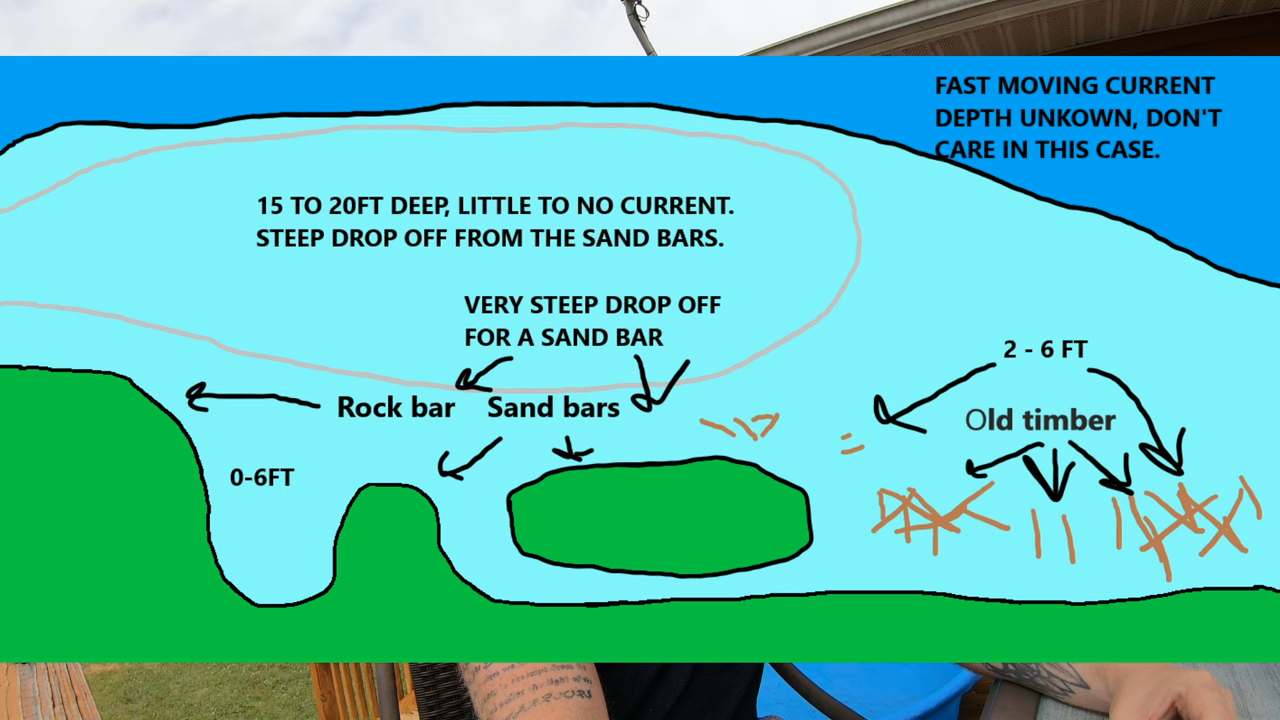 FAST MOVING CURRENT
DEPTH UNKOWN, DON'T
CARE IN THIS CASE.
15 TO 20FT DEEP, LITTLE TO NO CURRENT.
STEEP DROP OFF FROM THE SAND BARS.
VERY STEEP DROP OFF
FOR A SAND BAR
2 - 6 FT
Rock bar
Sand bars
Old timber
0-6FT